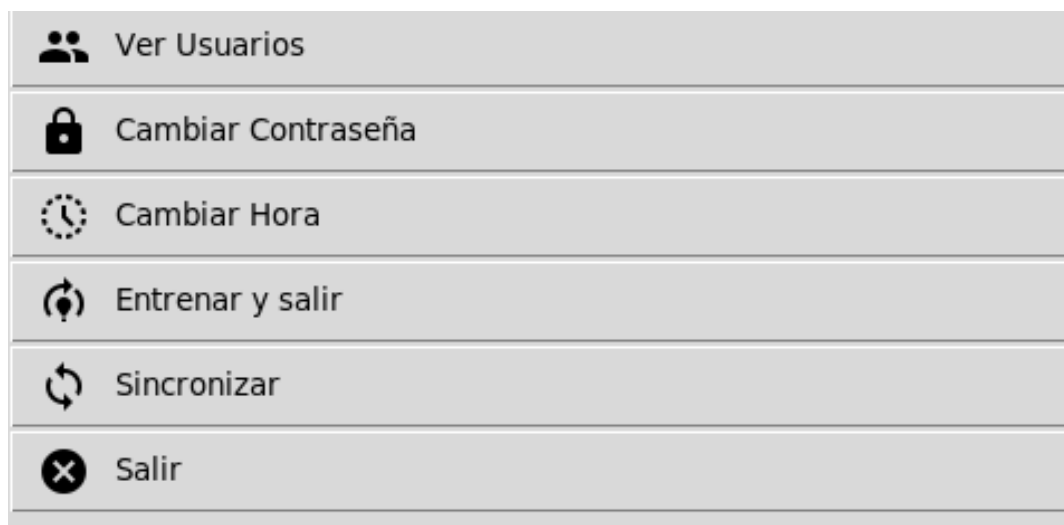 Ver Usuarios
Cambiar Contraseña
Cambiar Hora
Entrenar y salir
Sincronizar
Salir